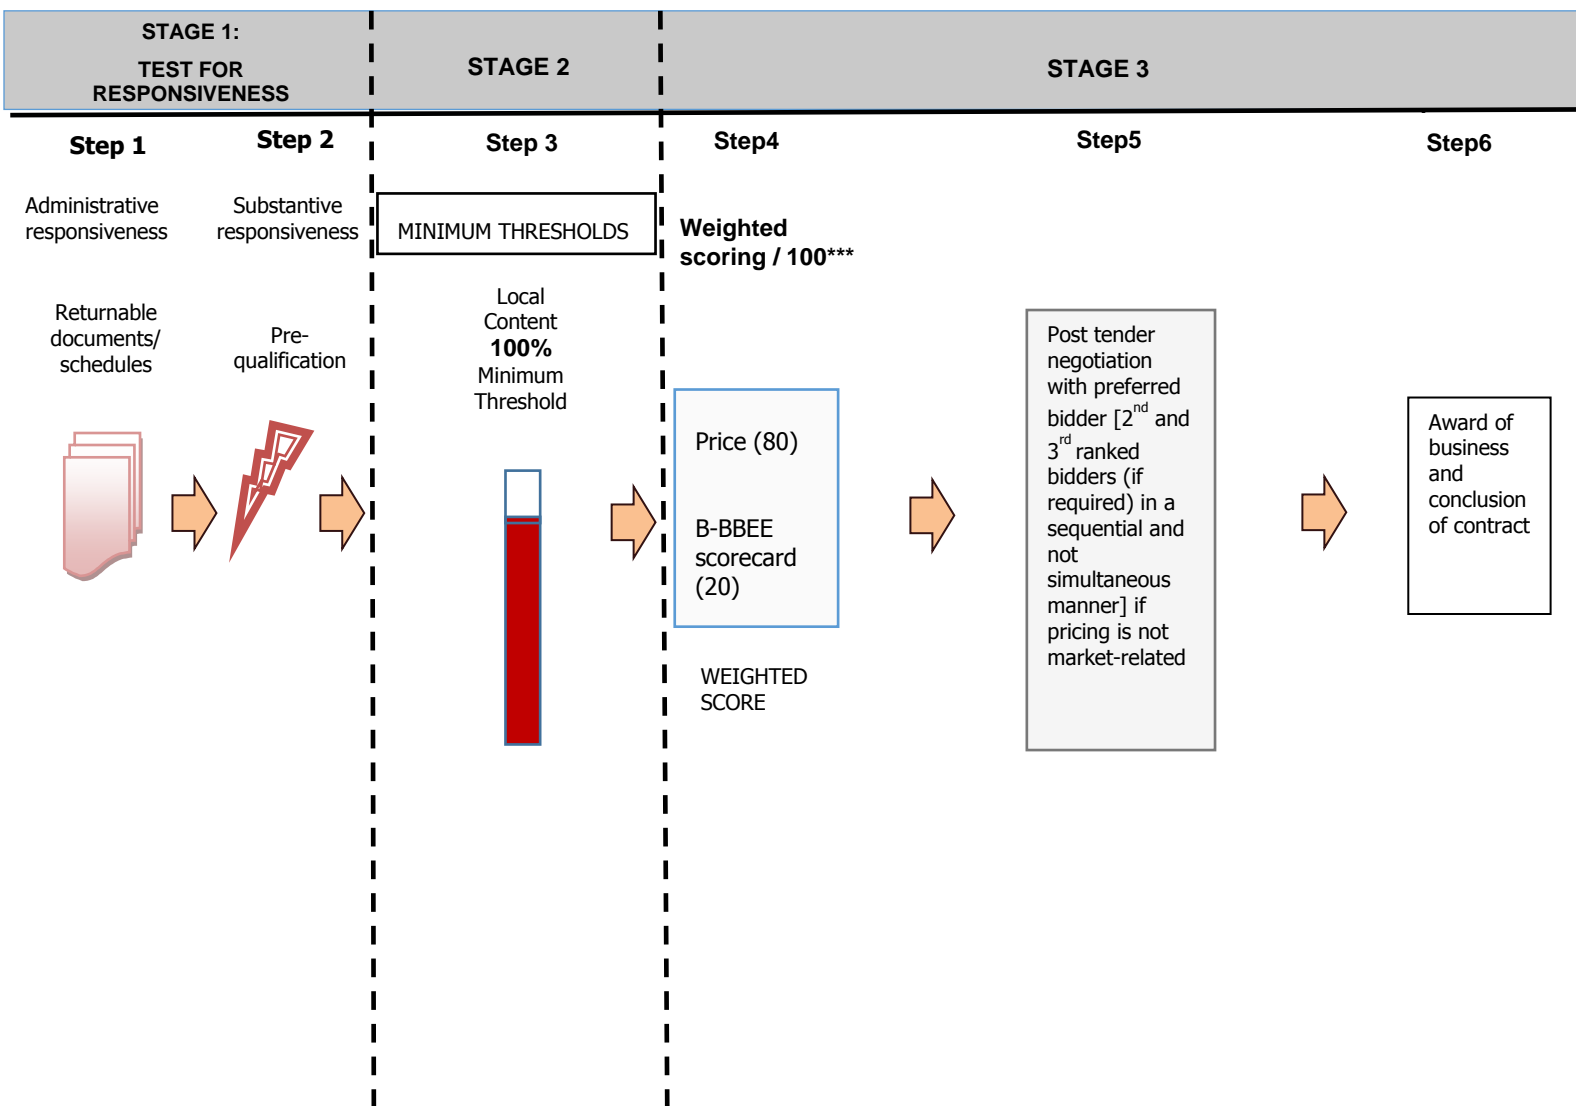 STAGE 1:
TEST FOR
RESPONSIVENESS
STAGE 2
STAGE 3
Step 1
Step 2
Step 3
Step4
Step5
Step6
Administrative
responsiveness
Substantive
responsiveness
MINIMUM THRESHOLDS
Weighted
scoring / 100***
Returnable
documents/
schedules
Pre-
qualification
Local
Content
100%
Minimum
Threshold
Price (80)
B-BBEE
scorecard
(20)
WEIGHTED
SCORE
Post tender
negotiation
with preferred
bidder [2nd and
3rd ranked
bidders (if
required) in a
sequential and
not
simultaneous
manner] if
pricing is not
market-related
Award of
business
and
conclusion
of contract